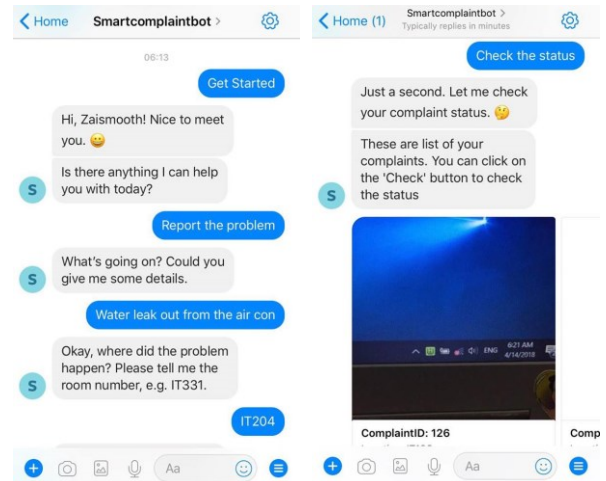 Home
Smartcomplaintbot >
06:13
Get Started
Hi, Zaismooth! Nice to meet
you. 😄
Is there anything I can help
you with today?
S
Report the problem
What's going on? Could you
give me some details.
S
Water leak out from the air con
Okay, where did the problem
happen? Please tell me the
room number, e.g. IT331.
S
IT204
Aa
Home (1)
Smartcomplaintbot >
Typically replies in minutes
Check the status
Just a second. Let me check
your complaint status. 🤔
These are list of your
complaints. You can click on
the 'Check' button to check
the status
S
ENG
6:21 AM
4/14/2018
ComplaintID: 126
Comp
Aa